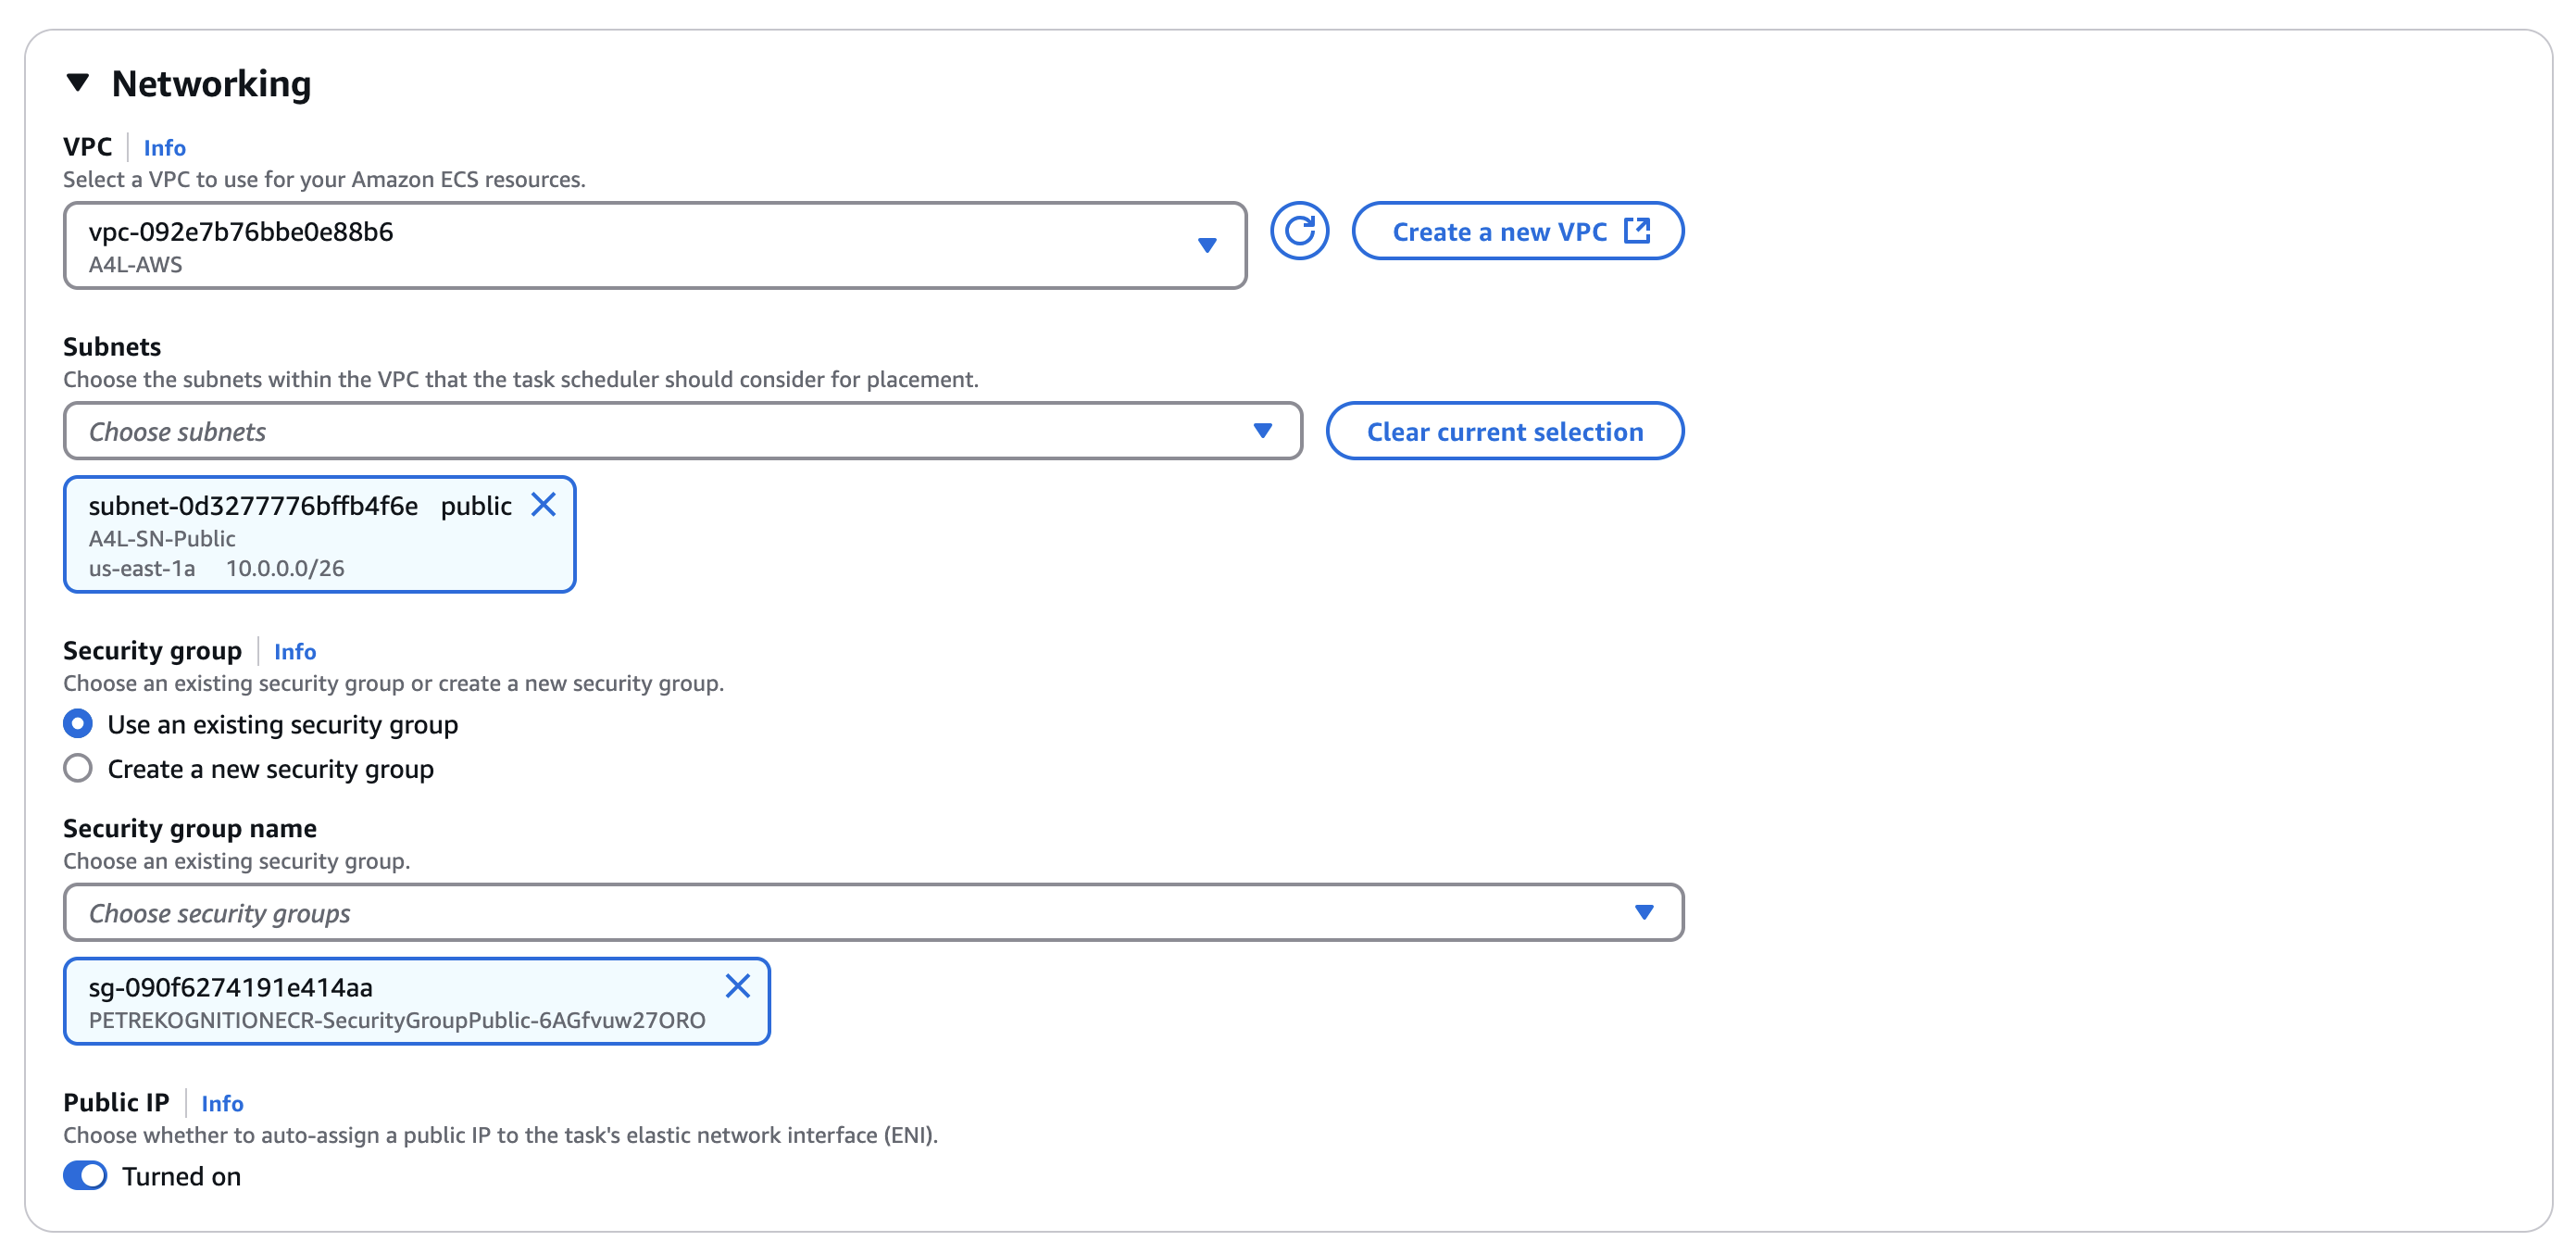 Networking
VPC Info
Select a VPC to use for your Amazon ECS resources.
vpc-092e7b76bbe0e88b6
A4L-AWS
Create a new VPC
Subnets
Choose the subnets within the VPC that the task scheduler should consider for placement.
Choose subnets
Clear current selection
subnet-0d3277776bffb4f6e public
A4L-SN-Public
us-east-1a 10.0.0.0/26
Security group Info
Choose an existing security group or create a new security group.
Use an existing security group
Create a new security group
Security group name
Choose an existing security group.
Choose security groups
sg-090f6274191e414aa
PETREKOGNITIONECR-SecurityGroupPublic-6AGfvuw27ORO
Public IP Info
Choose whether to auto-assign a public IP to the task's elastic network interface (ENI).
Turned on